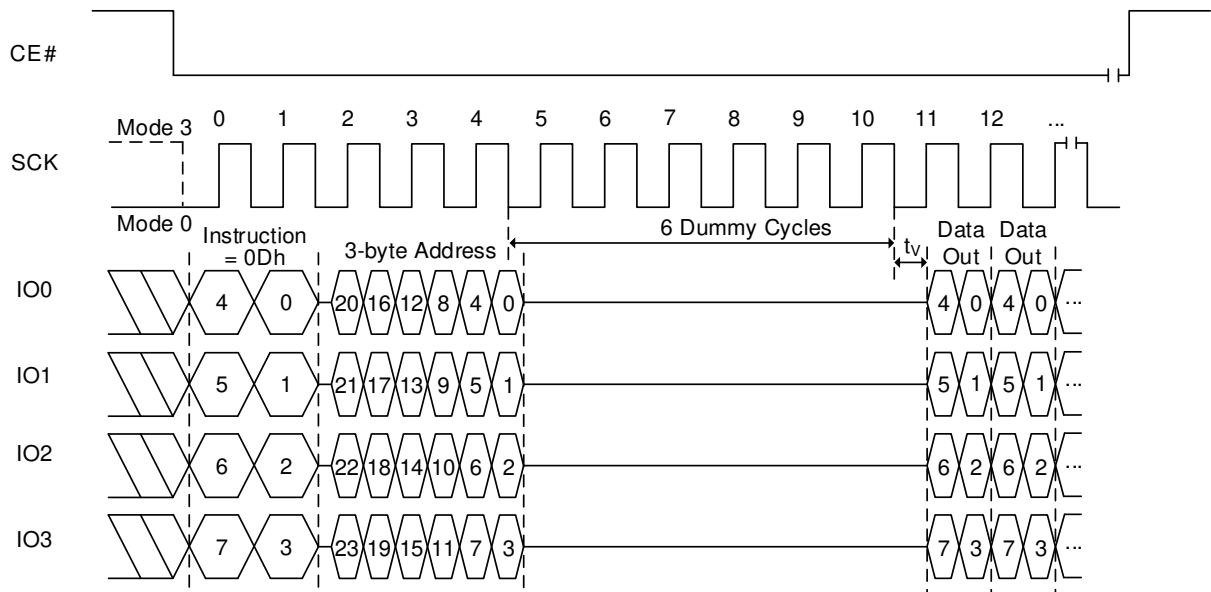 CE#
0 1 2 3 4 5 6 7 8 9 10 11 12 ...
Mode 3
SCK
Mode 0
6 Dummy Cycles
Instruction
= 0Dh
3-byte Address
tV
Data
Out
Data
Out
IO0 4 0 20 16 12 8 4 0 4 0 4 0 ...
IO1 5 1 21 17 13 9 5 1 5 1 5 1 ...
IO2 6 2 22 18 14 10 6 2 6 2 6 2 ...
IO3 7 3 23 19 15 11 7 3 7 3 7 3 ...